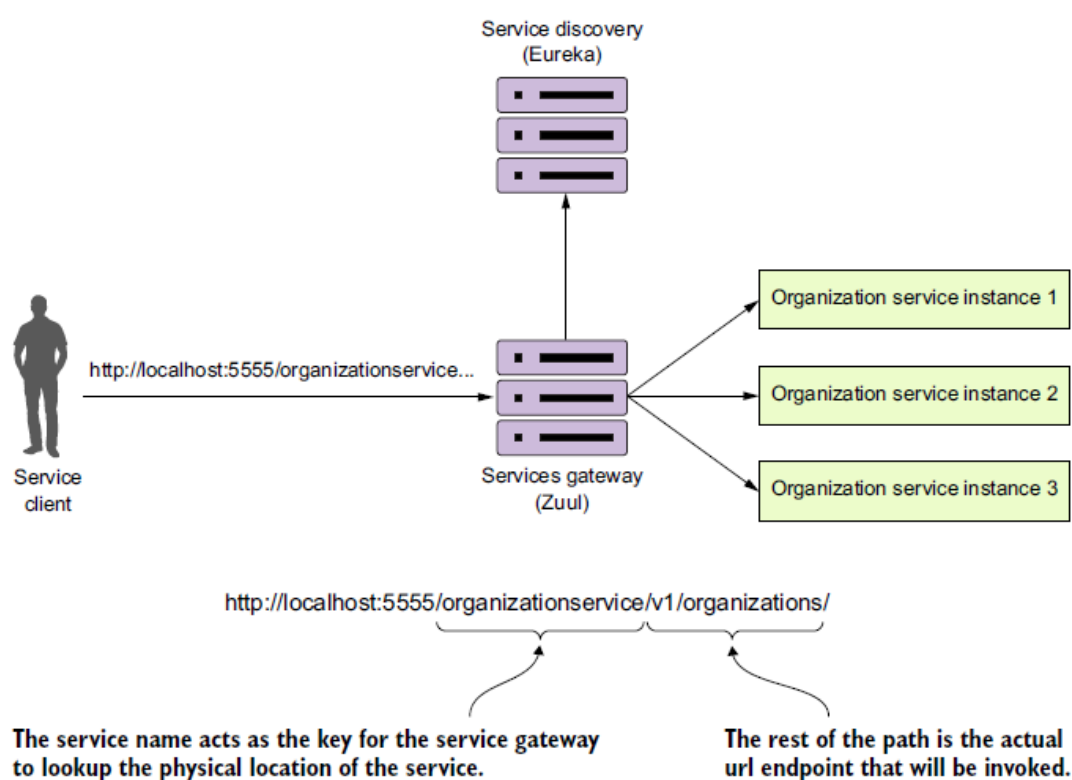 Service discovery
(Eureka)
Organization service instance 1
http://localhost:5555/organizationservice...
Organization service instance 2
Service
client
Services gateway
(Zuul)
Organization service instance 3
http://localhost:5555/organizationservice/v1/organizations/
The service name acts as the key for the service gateway
to lookup the physical location of the service.
The rest of the path is the actual
url endpoint that will be invoked.